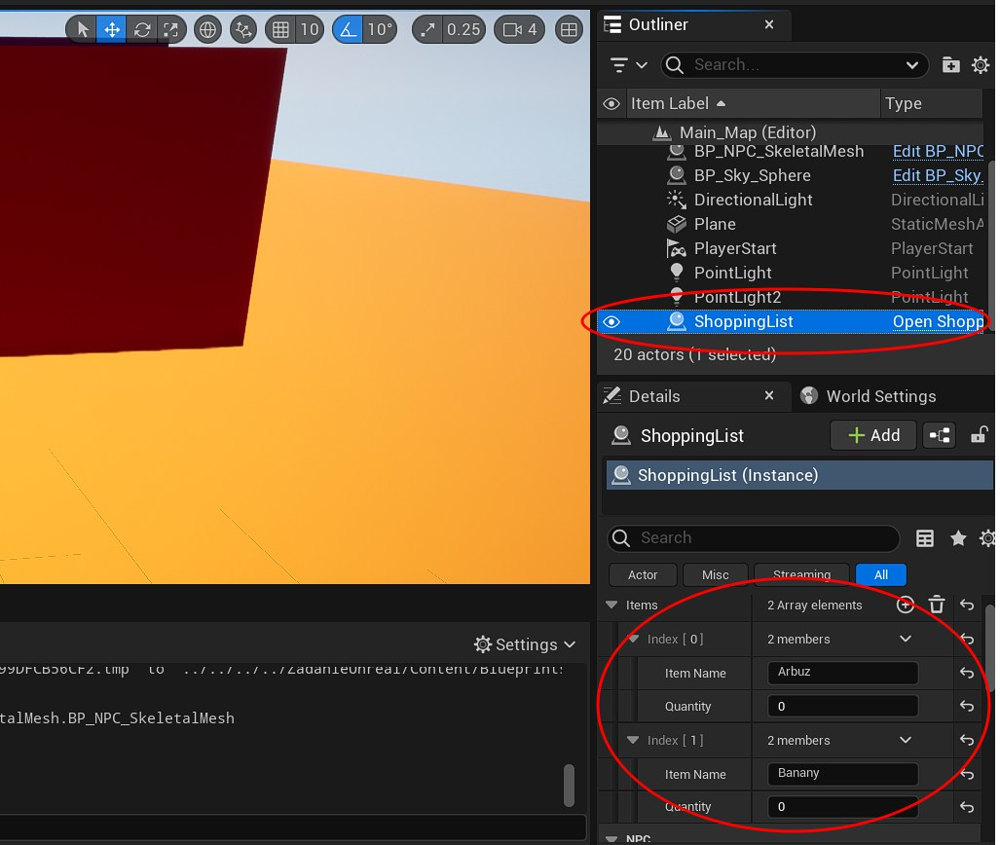 10
10°
0.25
4
Outliner
Search...
Item Label
Type
Main_Map (Editor)
BP_NPC_SkeletalMesh Edit BP_NPC
BP_Sky_Sphere Edit BP_Sky.
DirectionalLight DirectionalLi
Plane StaticMeshA
PlayerStart PlayerStart
PointLight PointLight
PointLight2 PointLight
ShoppingList Open Shopp
20 actors (1 selected)
Details
World Settings
ShoppingList
Add
ShoppingList (Instance)
Search
Actor Misc Streaming All
Items 2 Array elements
Index [ 0 ] 2 members
Item Name Arbuz
Quantity 0
Index [ 1 ] 2 members
Item Name Banany
Quantity 0
NPC
Settings
99DFCB56CF2.tmp' to '../../../../ZadanieUnreal/Content/Blueprints
talMesh.BP_NPC_SkeletalMesh